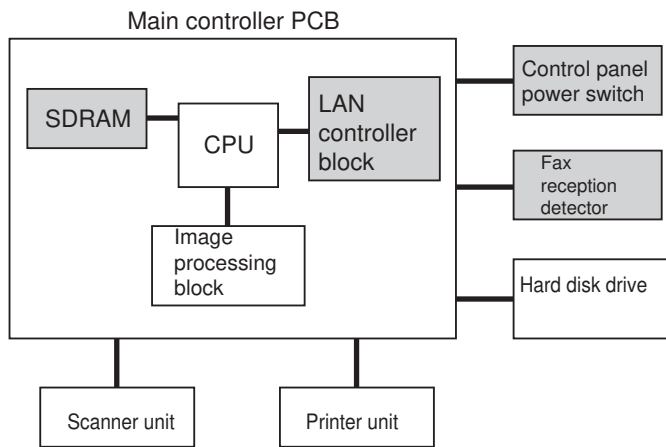 Main controller PCB
SDRAM
CPU
LAN
controller
block
Image
processing
block
Control panel
power switch
Fax
reception
detector
Hard disk drive
Scanner unit
Printer unit